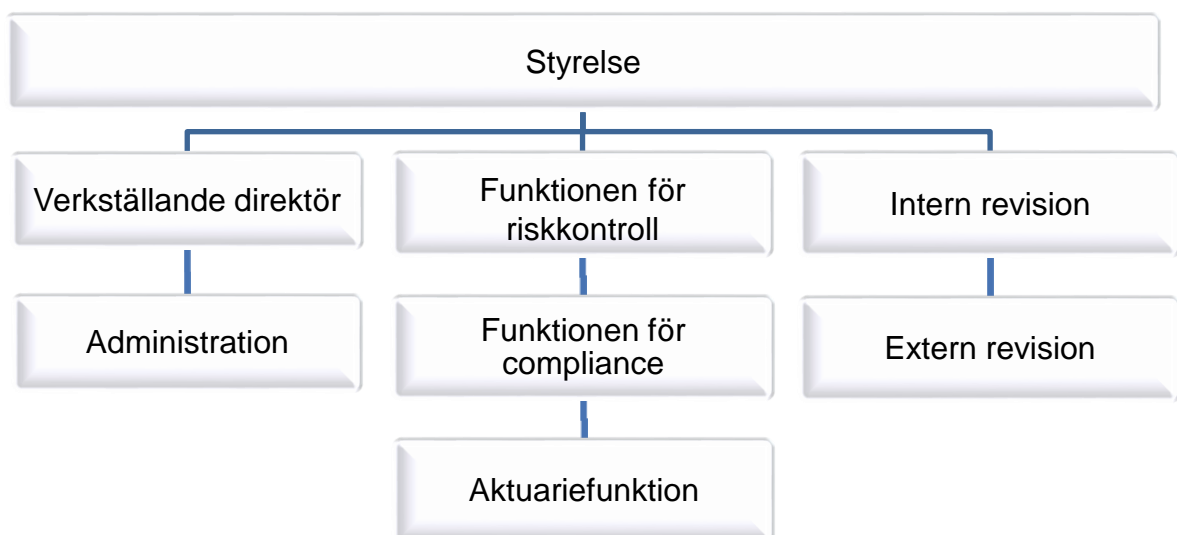 Styrelse
Verkställande direktör
Funktionen för
riskkontroll
Intern revision
Administration
Funktionen för
compliance
Extern revision
Aktuariefunktion